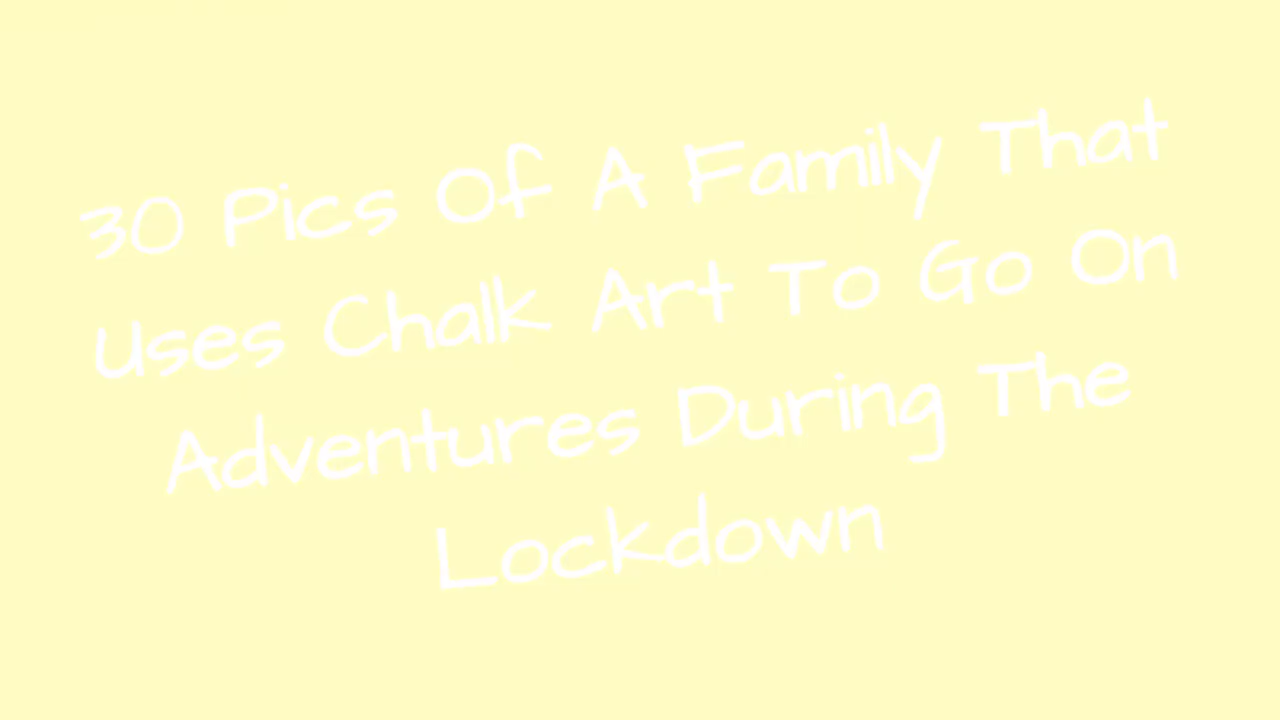 30 Pics Of A Family That
Uses Chalk Art To Go On
Adventures During The
Lockdown